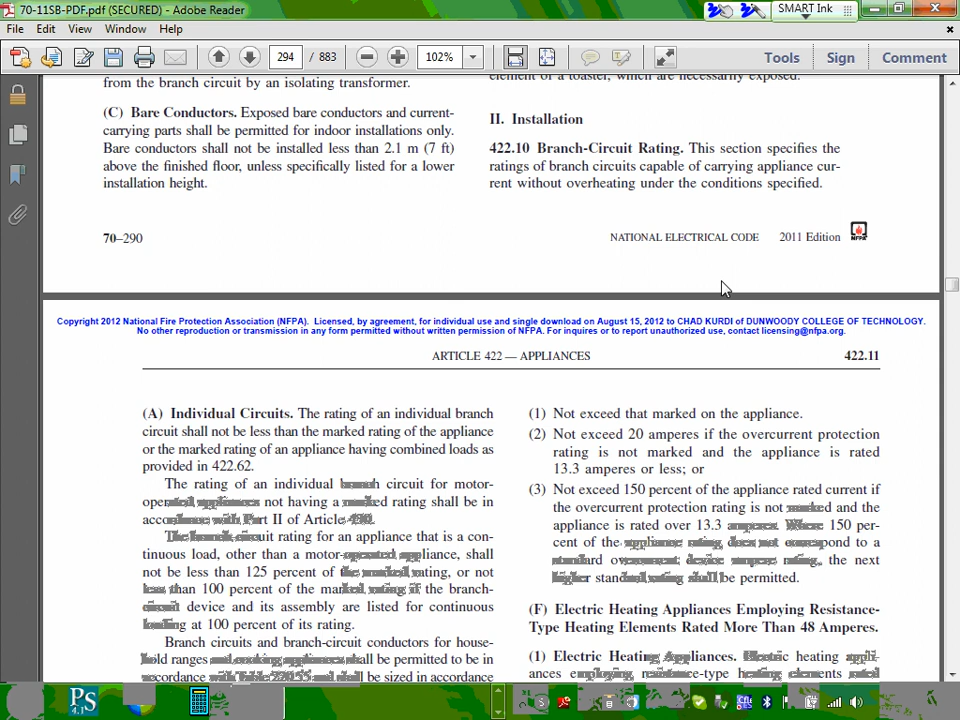 70-11SB-PDF.pdf (SECURED) - Adobe Reader
SMART Ink
File Edit View Window Help
294 / 883 102% Tools Sign Comment
from the branch circuit by an isolating transformer.
(C) Bare Conductors. Exposed bare conductors and current-
carrying parts shall be permitted for indoor installations only.
Bare conductors shall not be installed less than 2.1 m (7 ft)
above the finished floor, unless specifically listed for a lower
installation height.
element of a toaster, which are necessarily exposed.
II. Installation
422.10 Branch-Circuit Rating. This section specifies the
ratings of branch circuits capable of carrying appliance cur-
rent without overheating under the conditions specified.
70–290 NATIONAL ELECTRICAL CODE 2011 Edition NFPA
Copyright 2012 National Fire Protection Association (NFPA). Licensed, by agreement, for individual use and single download on August 15, 2012 to CHAD KURDI of DUNWOODY COLLEGE OF TECHNOLOGY.
No other reproduction or transmission in any form permitted without written permission of NFPA. For inquires or to report unauthorized use, contact licensing@nfpa.org.
ARTICLE 422 — APPLIANCES 422.11
(A) Individual Circuits. The rating of an individual branch
circuit shall not be less than the marked rating of the appliance
or the marked rating of an appliance having combined loads as
provided in 422.62.
The rating of an individual branch circuit for motor-
operated appliances not having a marked rating shall be in
accordance with Part II of Article 430.
The branch-circuit rating for an appliance that is a con-
tinuous load, other than a motor-operated appliance, shall
not be less than 125 percent of the marked rating, or not
less than 100 percent of the marked rating if the branch-
circuit device and its assembly are listed for continuous
loading at 100 percent of its rating.
Branch circuits and branch-circuit conductors for house-
hold ranges and cooking appliances shall be permitted to be in
accordance with Table 220.55 and shall be sized in accordance
(1) Not exceed that marked on the appliance.
(2) Not exceed 20 amperes if the overcurrent protection
rating is not marked and the appliance is rated
13.3 amperes or less; or
(3) Not exceed 150 percent of the appliance rated current if
the overcurrent protection rating is not marked and the
appliance is rated over 13.3 amperes. Where 150 per-
cent of the appliance rating does not correspond to a
standard overcurrent device ampere rating, the next
higher standard rating shall be permitted.
(F) Electric Heating Appliances Employing Resistance-
Type Heating Elements Rated More Than 48 Amperes.
(1) Electric Heating Appliances. Electric heating appli-
ances employing resistance-type heating elements rated
Ps
4.1